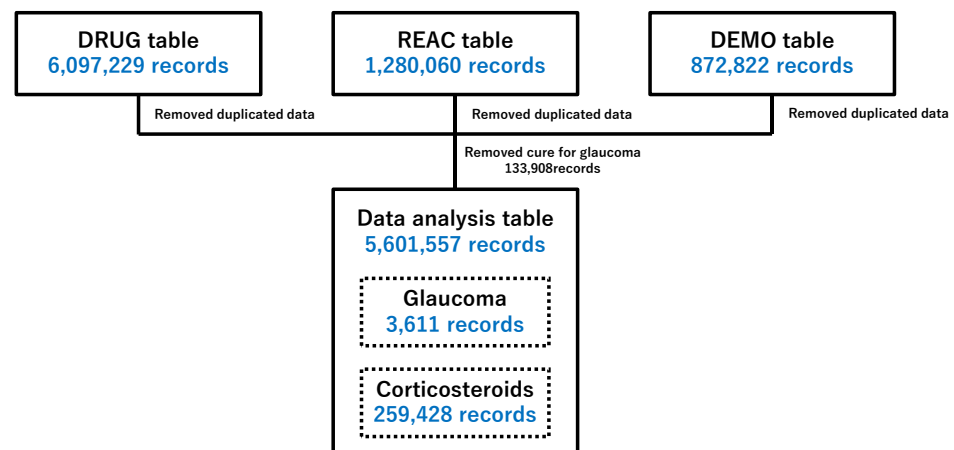 DRUG table
6,097,229 records
REAC table
1,280,060 records
DEMO table
872,822 records
Removed duplicated data
Removed duplicated data
Removed duplicated data
Removed cure for glaucoma
133,908records
Data analysis table
5,601,557 records
Glaucoma
3,611 records
Corticosteroids
259,428 records